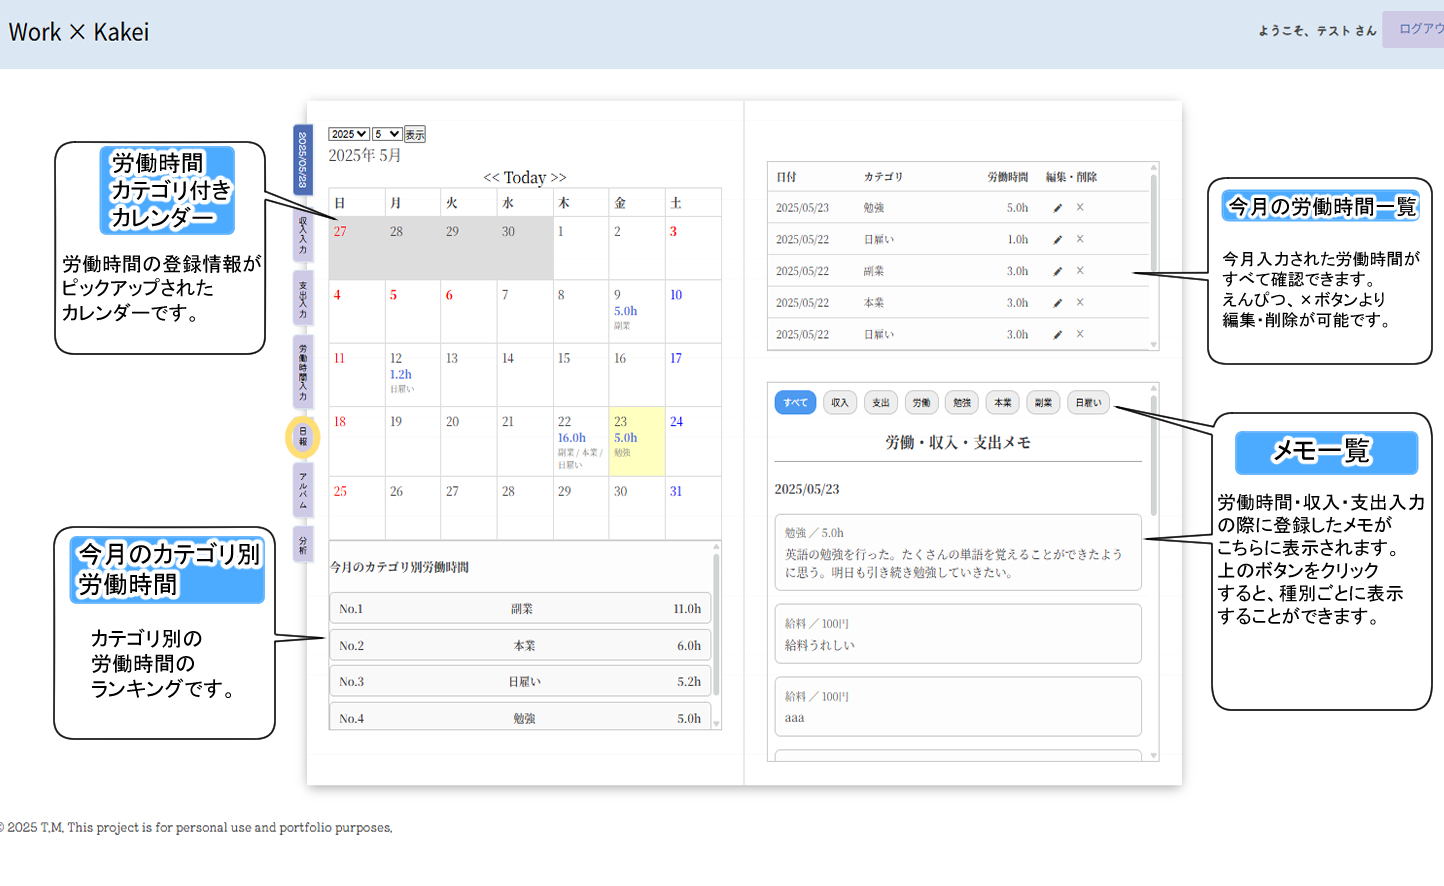 Work × Kakei
ようこそ、テスト さん
ログアウ
労働時間
カテゴリ付き
カレンダー
労働時間の登録情報が
ピックアップされた
カレンダーです。
今月のカテゴリ別
労働時間
カテゴリ別の
労働時間の
ランキングです。
2025/05/23
収入入力
支出入力
労働時間入力
日報
アルバム
分析
2025 5 表示
2025年 5月
<< Today >>
日 月 火 水 木 金 土
27 28 29 30 1 2 3
4 5 6 7 8 9 10
5.0h
副業
11 12 13 14 15 16 17
1.2h
日雇い
18 19 20 21 22 23 24
16.0h 5.0h
副業 / 本業 / 勉強
日雇い
25 26 27 28 29 30 31
今月のカテゴリ別労働時間
No.1 副業 11.0h
No.2 本業 6.0h
No.3 日雇い 5.2h
No.4 勉強 5.0h
日付 カテゴリ 労働時間 編集・削除
2025/05/23 勉強 5.0h X
2025/05/22 日雇い 1.0h X
2025/05/22 副業 3.0h X
2025/05/22 本業 3.0h X
2025/05/22 日雇い 3.0h X
すべて 収入 支出 労働 勉強 本業 副業 日雇い
労働・収入・支出メモ
2025/05/23
勉強 ／ 5.0h
英語の勉強を行った。たくさんの単語を覚えることができたよう
に思う。明日も引き続き勉強していきたい。
給料 ／ 100円
給料うれしい
給料 ／ 100円
aaa
今月の労働時間一覧
今月入力された労働時間が
すべて確認できます。
えんぴつ、×ボタンより
編集・削除が可能です。
メモ一覧
労働時間・収入・支出入力
の際に登録したメモが
こちらに表示されます。
上のボタンをクリック
すると、種別ごとに表示
することができます。
© 2025 T.M. This project is for personal use and portfolio purposes.